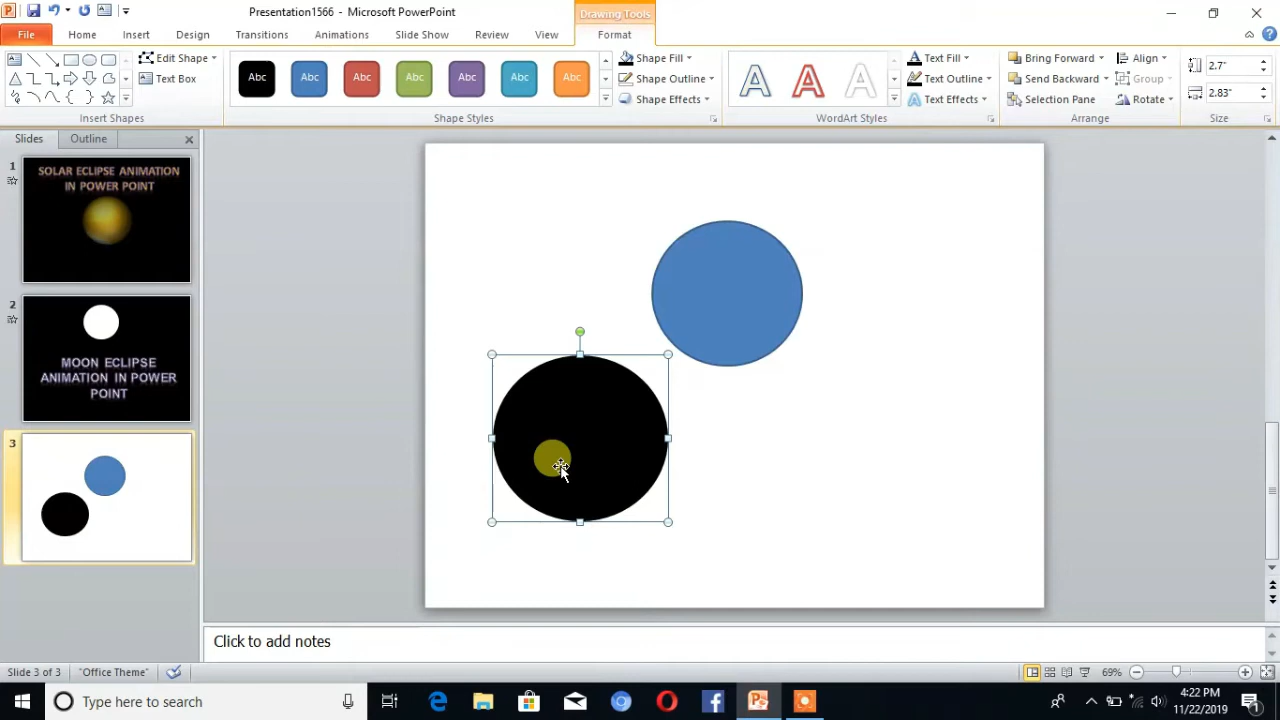 Presentation1566 - Microsoft PowerPoint
Drawing Tools
File
Home
Insert
Design
Transitions
Animations
Slide Show
Review
View
Format
Edit Shape
Text Box
Insert Shapes
Abc
Abc
Abc
Abc
Abc
Abc
Abc
Shape Fill
Shape Outline
Shape Effects
Shape Styles
A
A
A
Text Fill
Text Outline
Text Effects
WordArt Styles
Bring Forward
Send Backward
Selection Pane
Align
Group
Rotate
Arrange
2.7"
2.83"
Size
Slides
Outline
1
SOLAR ECLIPSE ANIMATION
IN POWER POINT
2
MOON ECLIPSE
ANIMATION IN POWER
POINT
3
Click to add notes
Slide 3 of 3
"Office Theme"
69%
Type here to search
4:22 PM
11/22/2019
1